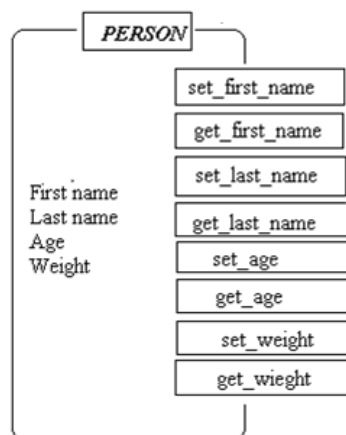 PERSON
First name
Last name
Age
Weight
set_first_name
get_first_name
set_last_name
get_last_name
set_age
get_age
set_weight
get_wieght